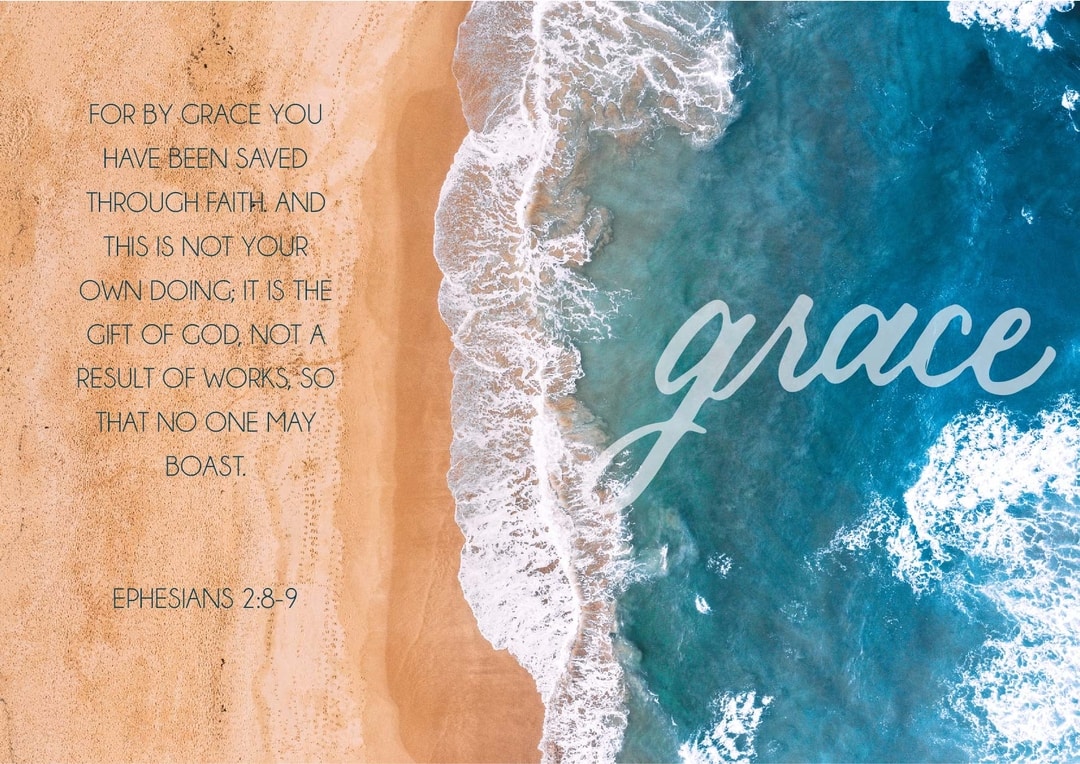 FOR BY GRACE YOU
HAVE BEEN SAVED
THROUGH FAITH. AND
THIS IS NOT YOUR
OWN DOING; IT IS THE
GIFT OF GOD, NOT A
RESULT OF WORKS, SO
THAT NO ONE MAY
BOAST.
EPHESIANS 2:8-9
grace